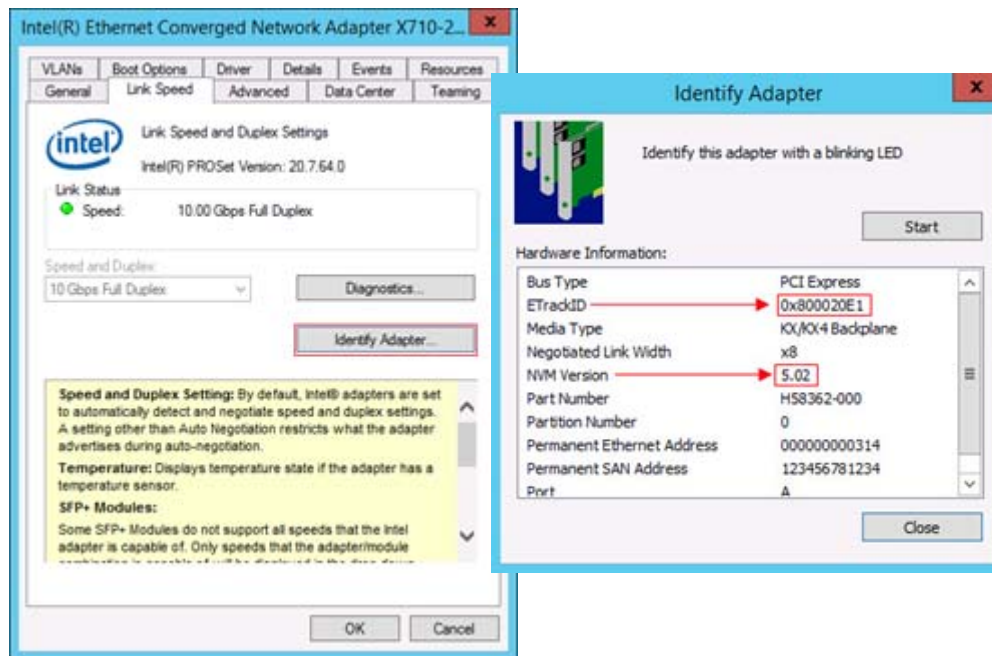 Intel(R) Ethernet Converged Network Adapter X710-2...
VLANs Boot Options Driver Details Events Resources
General Link Speed Advanced Data Center Teaming
intel
Link Speed and Duplex Settings
Intel(R) PROSet Version: 20.7.64.0
Link Status
Speed: 10.00 Gbps Full Duplex
Speed and Duplex:
10 Gbps Full Duplex
Diagnostics...
Identify Adapter...
Speed and Duplex Setting: By default, Intel® adapters are set
to automatically detect and negotiate speed and duplex settings.
A setting other than Auto Negotiation restricts what the adapter
advertises during auto-negotiation.
Temperature: Displays temperature state if the adapter has a
temperature sensor.
SFP+ Modules:
Some SFP+ Modules do not support all speeds that the Intel
adapter is capable of. Only speeds that the adapter/module
OK Cancel
Identify Adapter
Identify this adapter with a blinking LED
Start
Hardware Information:
Bus Type PCI Express
ETrackID 0x800020E1
Media Type KX/KX4 Backplane
Negotiated Link Width x8
NVM Version 5.02
Part Number H58362-000
Partition Number 0
Permanent Ethernet Address 000000000314
Permanent SAN Address 123456781234
Port A
Close